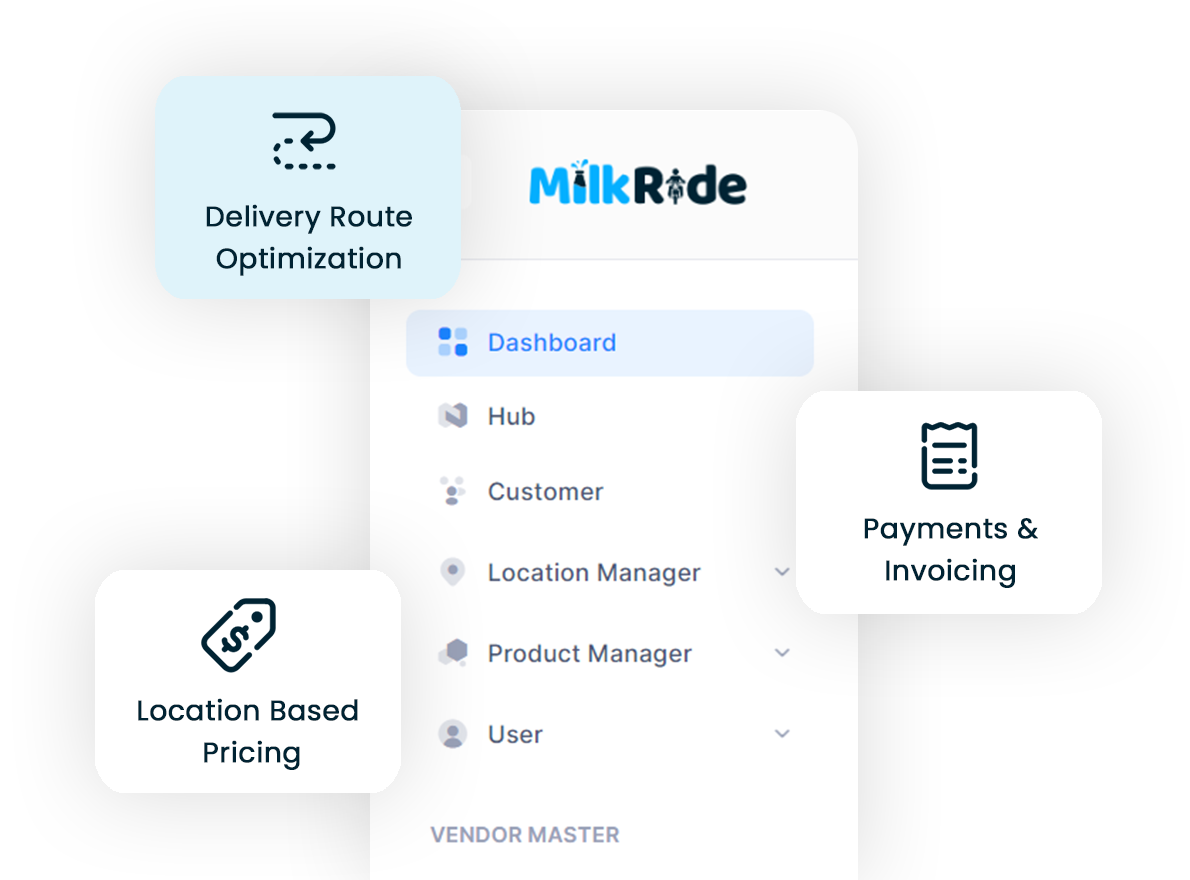 Delivery Route
Optimization
MilkRide
Dashboard
Hub
Customer
Location Manager
Product Manager
User
VENDOR MASTER
Payments &
Invoicing
Location Based
Pricing